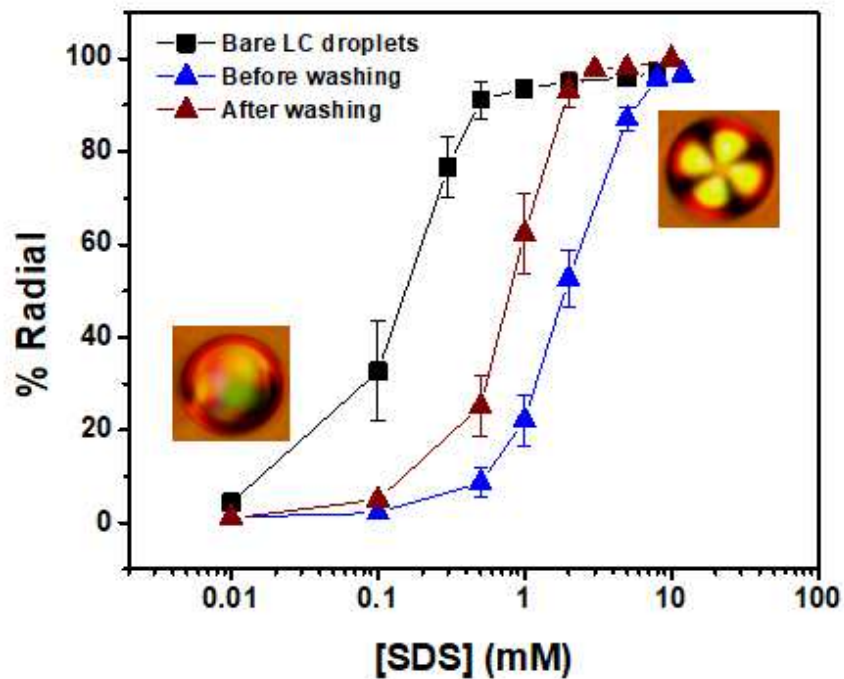 Bare LC droplets
Before washing
After washing
% Radial
100
80
60
40
20
0
0.01 0.1 1 10 100
[SDS] (mM)